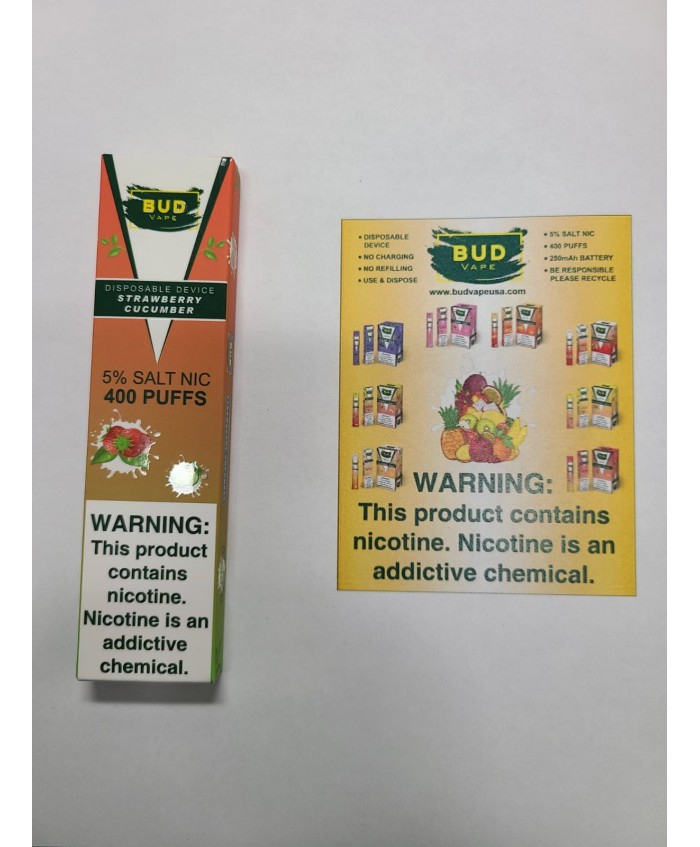 BUD
VAPE
DISPOSABLE DEVICE
STRAWBERRY
CUCUMBER
5% SALT NIC
400 PUFFS
WARNING:
This product
contains
nicotine.
Nicotine is an
addictive
chemical.
• DISPOSABLE
DEVICE
• NO CHARGING
• NO REFILLING
• USE & DISPOSE
BUD
VAPE
www.budvapeusa.com
• 5% SALT NIC
• 400 PUFFS
• 280mAh BATTERY
• BE RESPONSIBLE
PLEASE RECYCLE
WARNING:
This product contains
nicotine. Nicotine is an
addictive chemical.